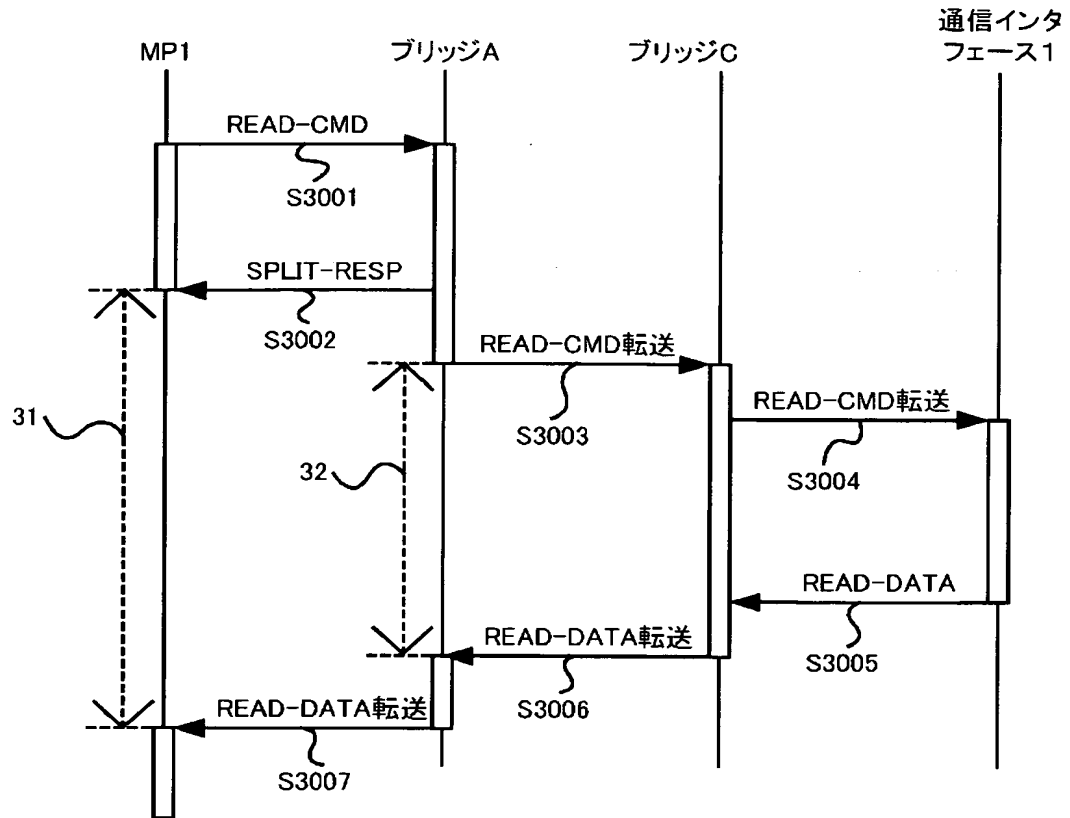 MP1
ブリッジA
ブリッジC
通信インタ
フェース1
READ-CMD
S3001
SPLIT-RESP
S3002
READ-CMD転送
S3003
READ-CMD転送
S3004
31
32
READ-DATA
S3005
READ-DATA転送
S3006
READ-DATA転送
S3007